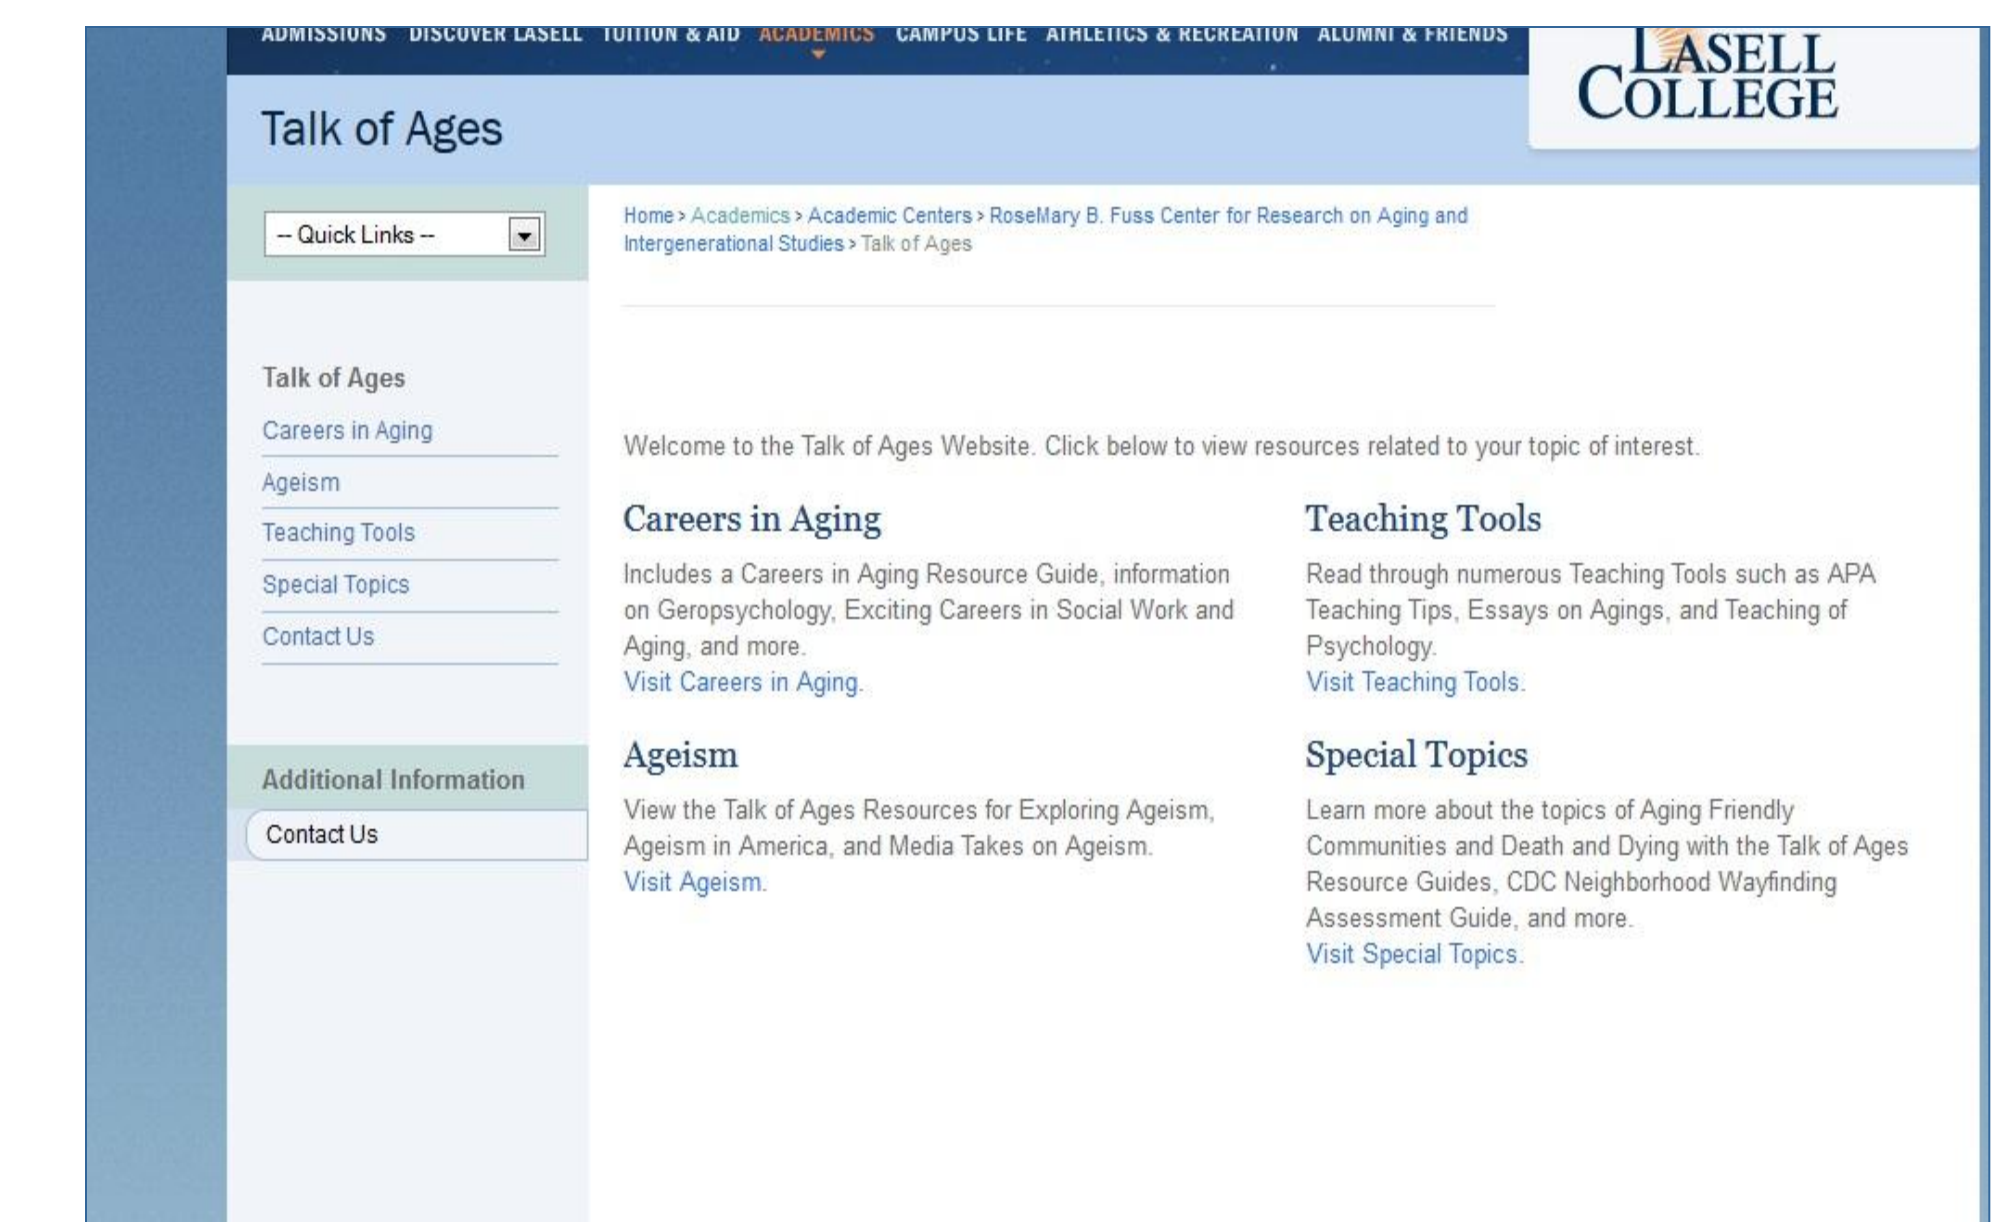 ADMISSIONS DISCOVER LASELL TUITION & AID ACADEMICS CAMPUS LIFE ATHLETICS & RECREATION ALUMNI & FRIENDS
LASELL
COLLEGE
Talk of Ages
-- Quick Links --
Home > Academics > Academic Centers > RoseMary B. Fuss Center for Research on Aging and
Intergenerational Studies > Talk of Ages
Talk of Ages
Careers in Aging
Ageism
Teaching Tools
Special Topics
Contact Us
Additional Information
Contact Us
Welcome to the Talk of Ages Website. Click below to view resources related to your topic of interest.
Careers in Aging
Includes a Careers in Aging Resource Guide, information
on Geropsychology, Exciting Careers in Social Work and
Aging, and more.
Visit Careers in Aging.
Teaching Tools
Read through numerous Teaching Tools such as APA
Teaching Tips, Essays on Agings, and Teaching of
Psychology.
Visit Teaching Tools.
Ageism
View the Talk of Ages Resources for Exploring Ageism,
Ageism in America, and Media Takes on Ageism.
Visit Ageism.
Special Topics
Learn more about the topics of Aging Friendly
Communities and Death and Dying with the Talk of Ages
Resource Guides, CDC Neighborhood Wayfinding
Assessment Guide, and more.
Visit Special Topics.